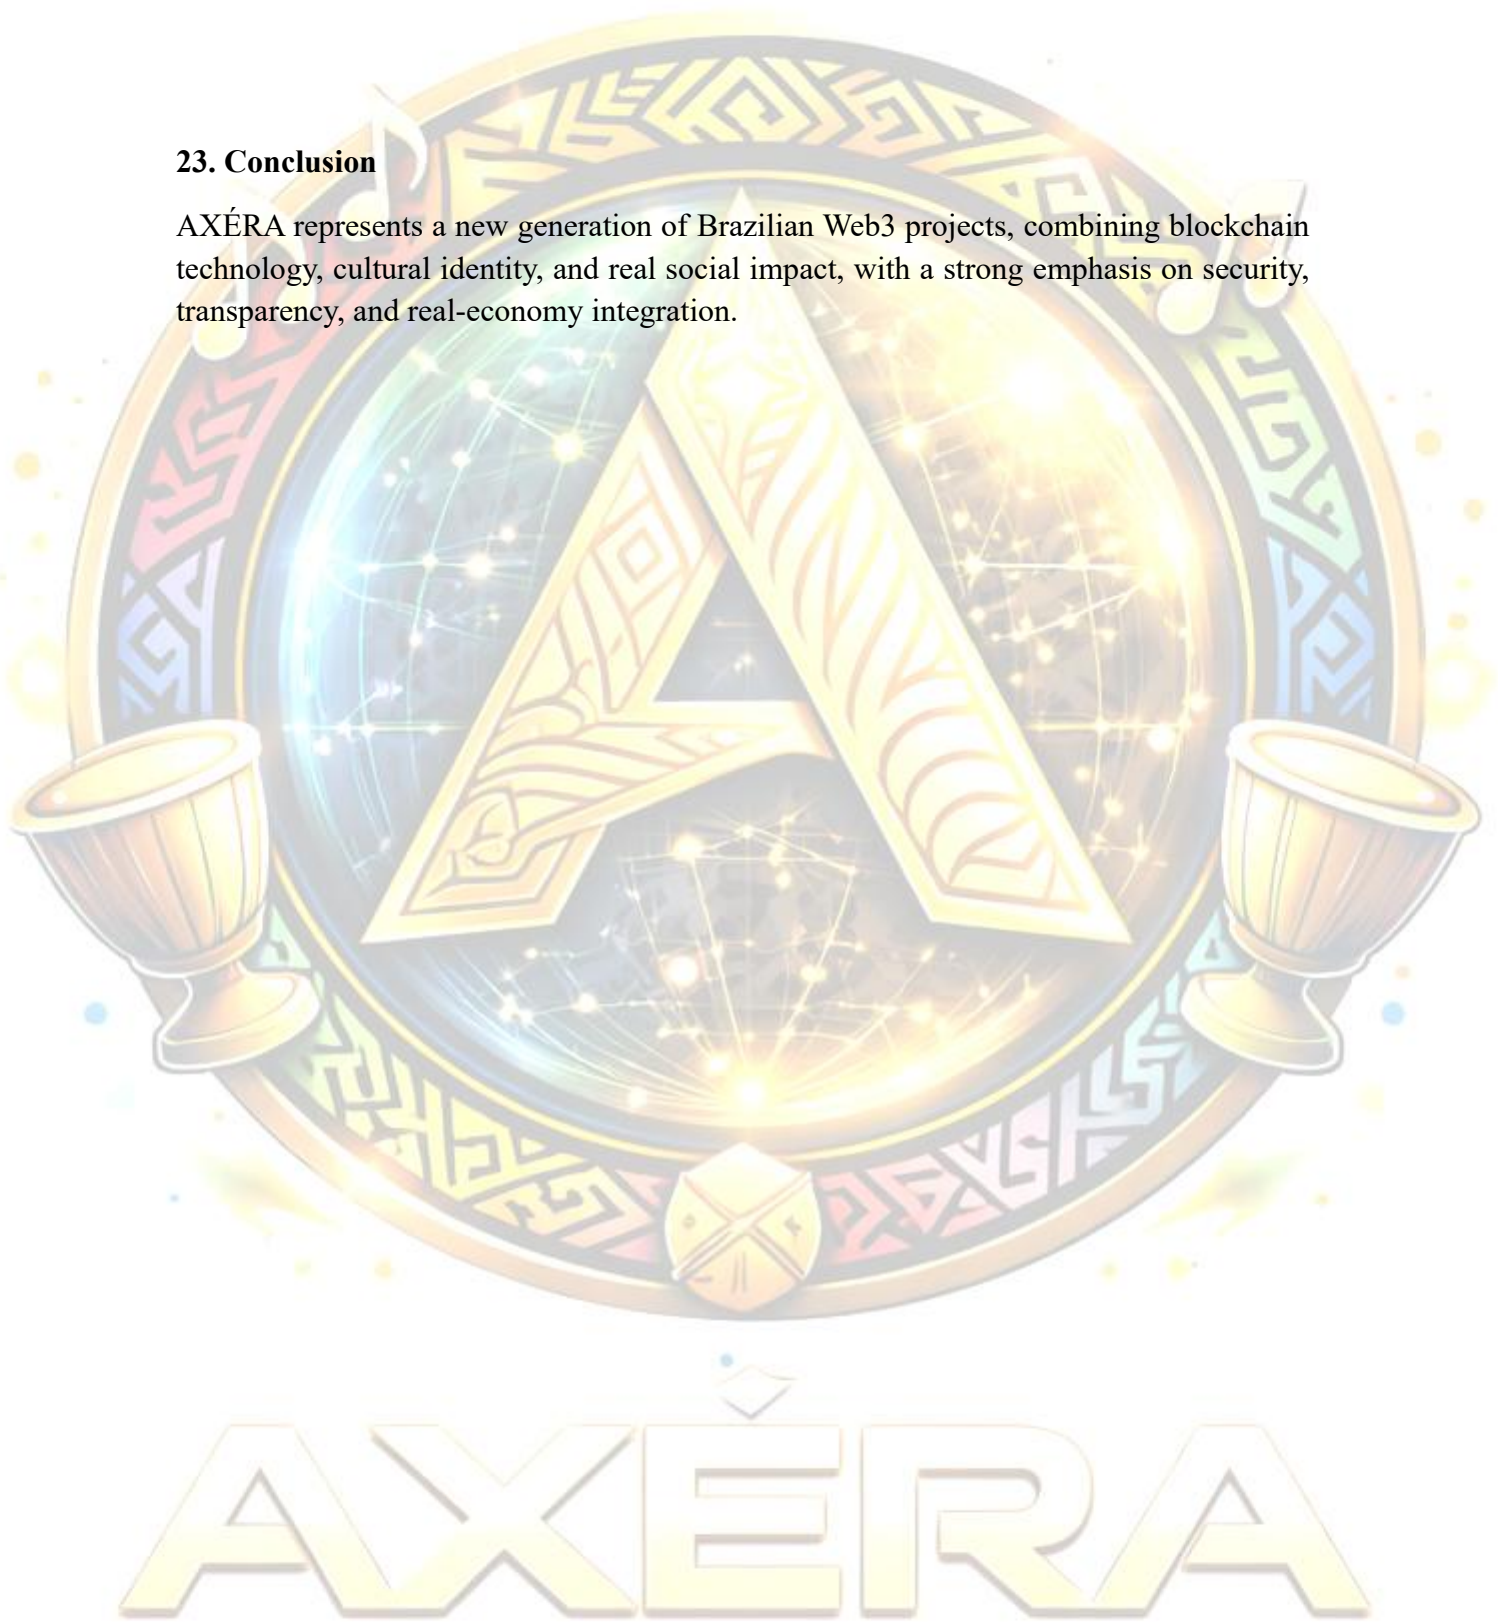 23. Conclusion
AXÉRA represents a new generation of Brazilian Web3 projects, combining blockchain
technology, cultural identity, and real social impact, with a strong emphasis on security,
transparency, and real-economy integration.
A
AXÉRA